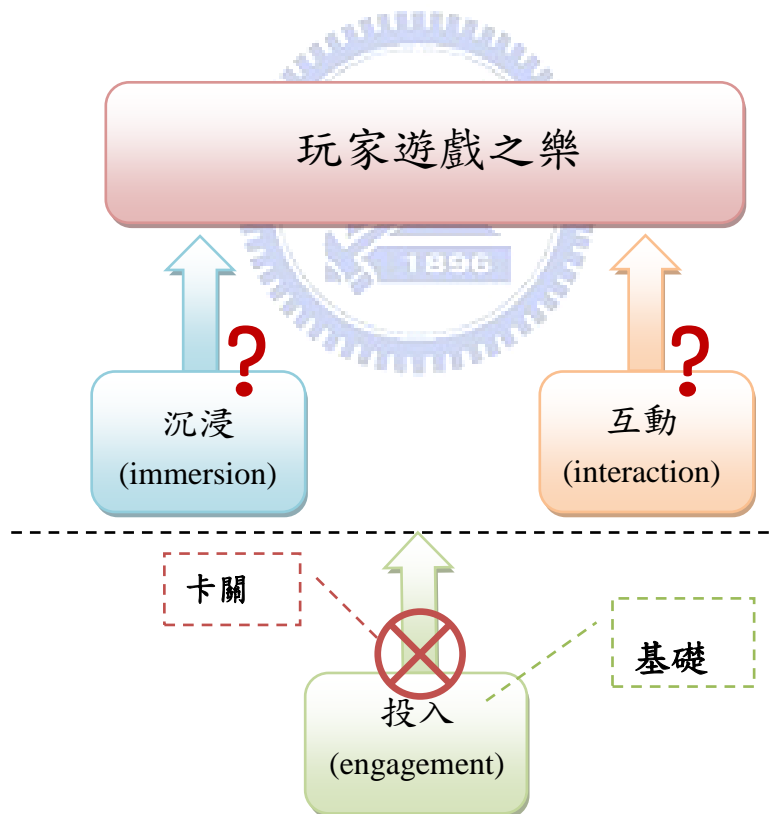 玩家遊戲之樂
1896
?
?
沉浸
(immersion)
互動
(interaction)
卡關
基礎
投入
(engagement)